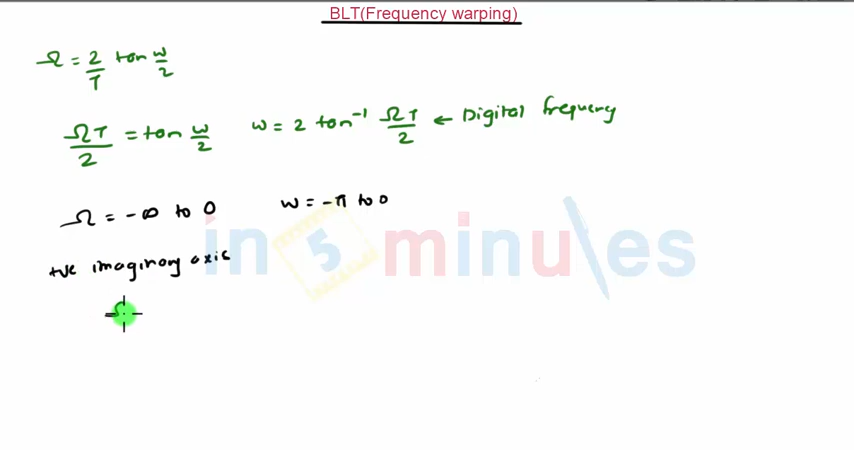 BLT(Frequency warping)
Ω = 2/T tan w/2
ΩT/2 = tan w/2 w = 2 tan⁻¹ ΩT/2 ← Digital frequency
Ω = -∞ to 0 w = -π to 0
in 5 minutes
+ve imaginary axis
Ω